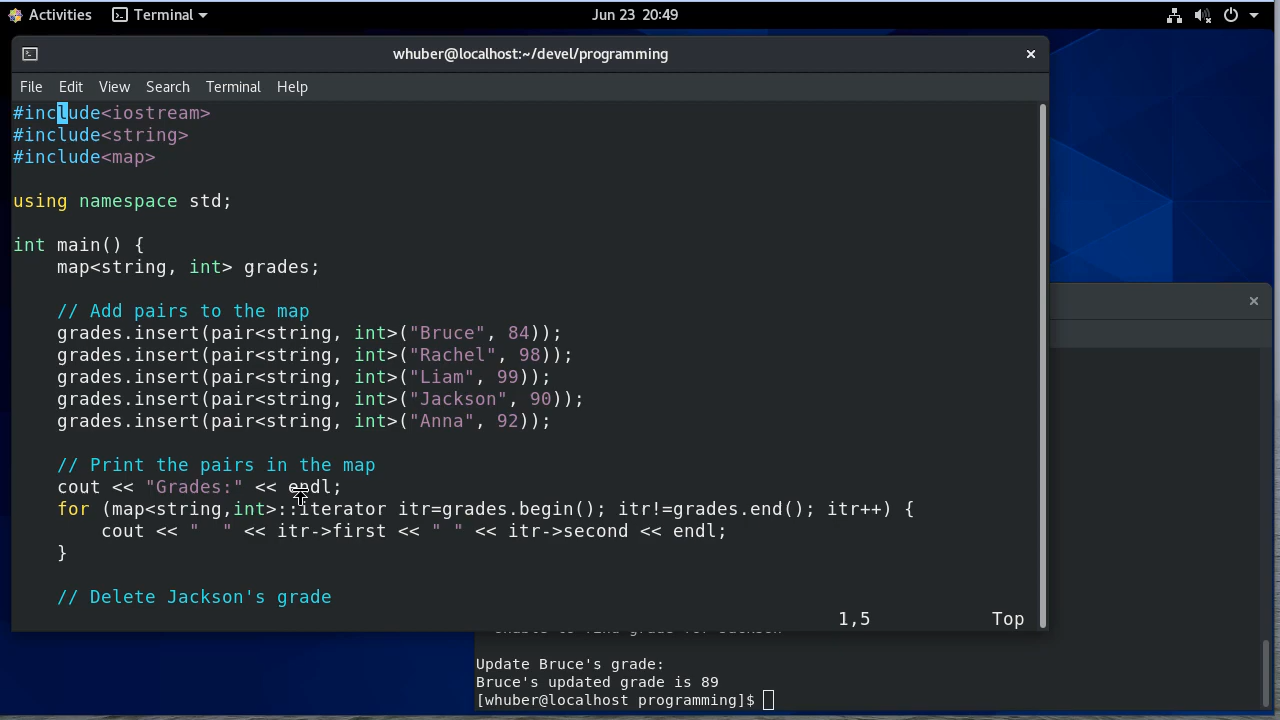 Activities Terminal Jun 23 20:49
whuber@localhost:~/devel/programming
File Edit View Search Terminal Help
#include<iostream>
#include<string>
#include<map>
using namespace std;
int main() {
    map<string, int> grades;
    // Add pairs to the map
    grades.insert(pair<string, int>("Bruce", 84));
    grades.insert(pair<string, int>("Rachel", 98));
    grades.insert(pair<string, int>("Liam", 99));
    grades.insert(pair<string, int>("Jackson", 90));
    grades.insert(pair<string, int>("Anna", 92));
    // Print the pairs in the map
    cout << "Grades:" << endl;
    for (map<string,int>::iterator itr=grades.begin(); itr!=grades.end(); itr++) {
        cout << "  " << itr->first << " " << itr->second << endl;
    }
    // Delete Jackson's grade
1,5 Top
Update Bruce's grade:
Bruce's updated grade is 89
[whuber@localhost programming]$